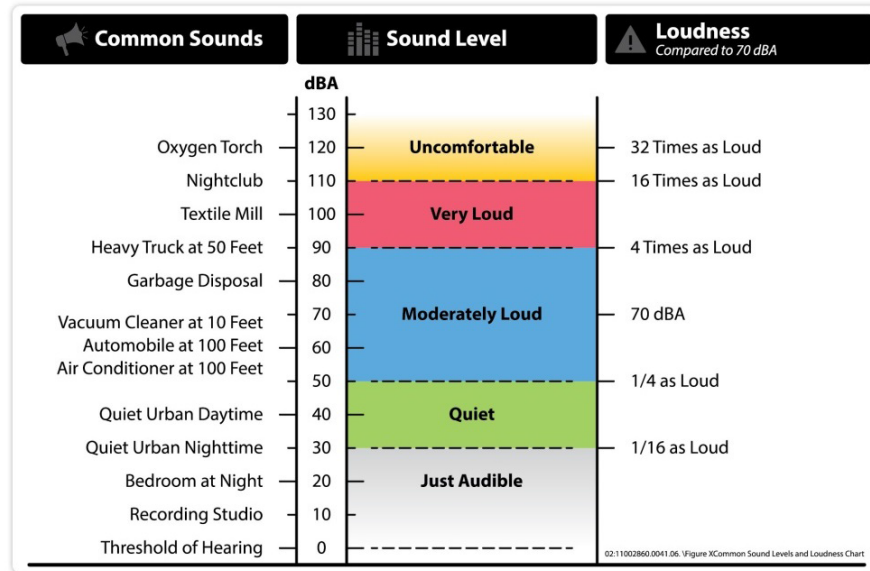 Common Sounds
Sound Level
Loudness
Compared to 70 dBA
dBA
130
Oxygen Torch 120 Uncomfortable 32 Times as Loud
Nightclub 110 16 Times as Loud
Textile Mill 100 Very Loud
Heavy Truck at 50 Feet 90 4 Times as Loud
Garbage Disposal 80
70 Moderately Loud 70 dBA
Vacuum Cleaner at 10 Feet
Automobile at 100 Feet 60
Air Conditioner at 100 Feet
50 1/4 as Loud
Quiet Urban Daytime 40 Quiet
Quiet Urban Nighttime 30 1/16 as Loud
Bedroom at Night 20 Just Audible
Recording Studio 10
Threshold of Hearing 0
02:11002860.0041.06. \Figure XCommon Sound Levels and Loudness Chart